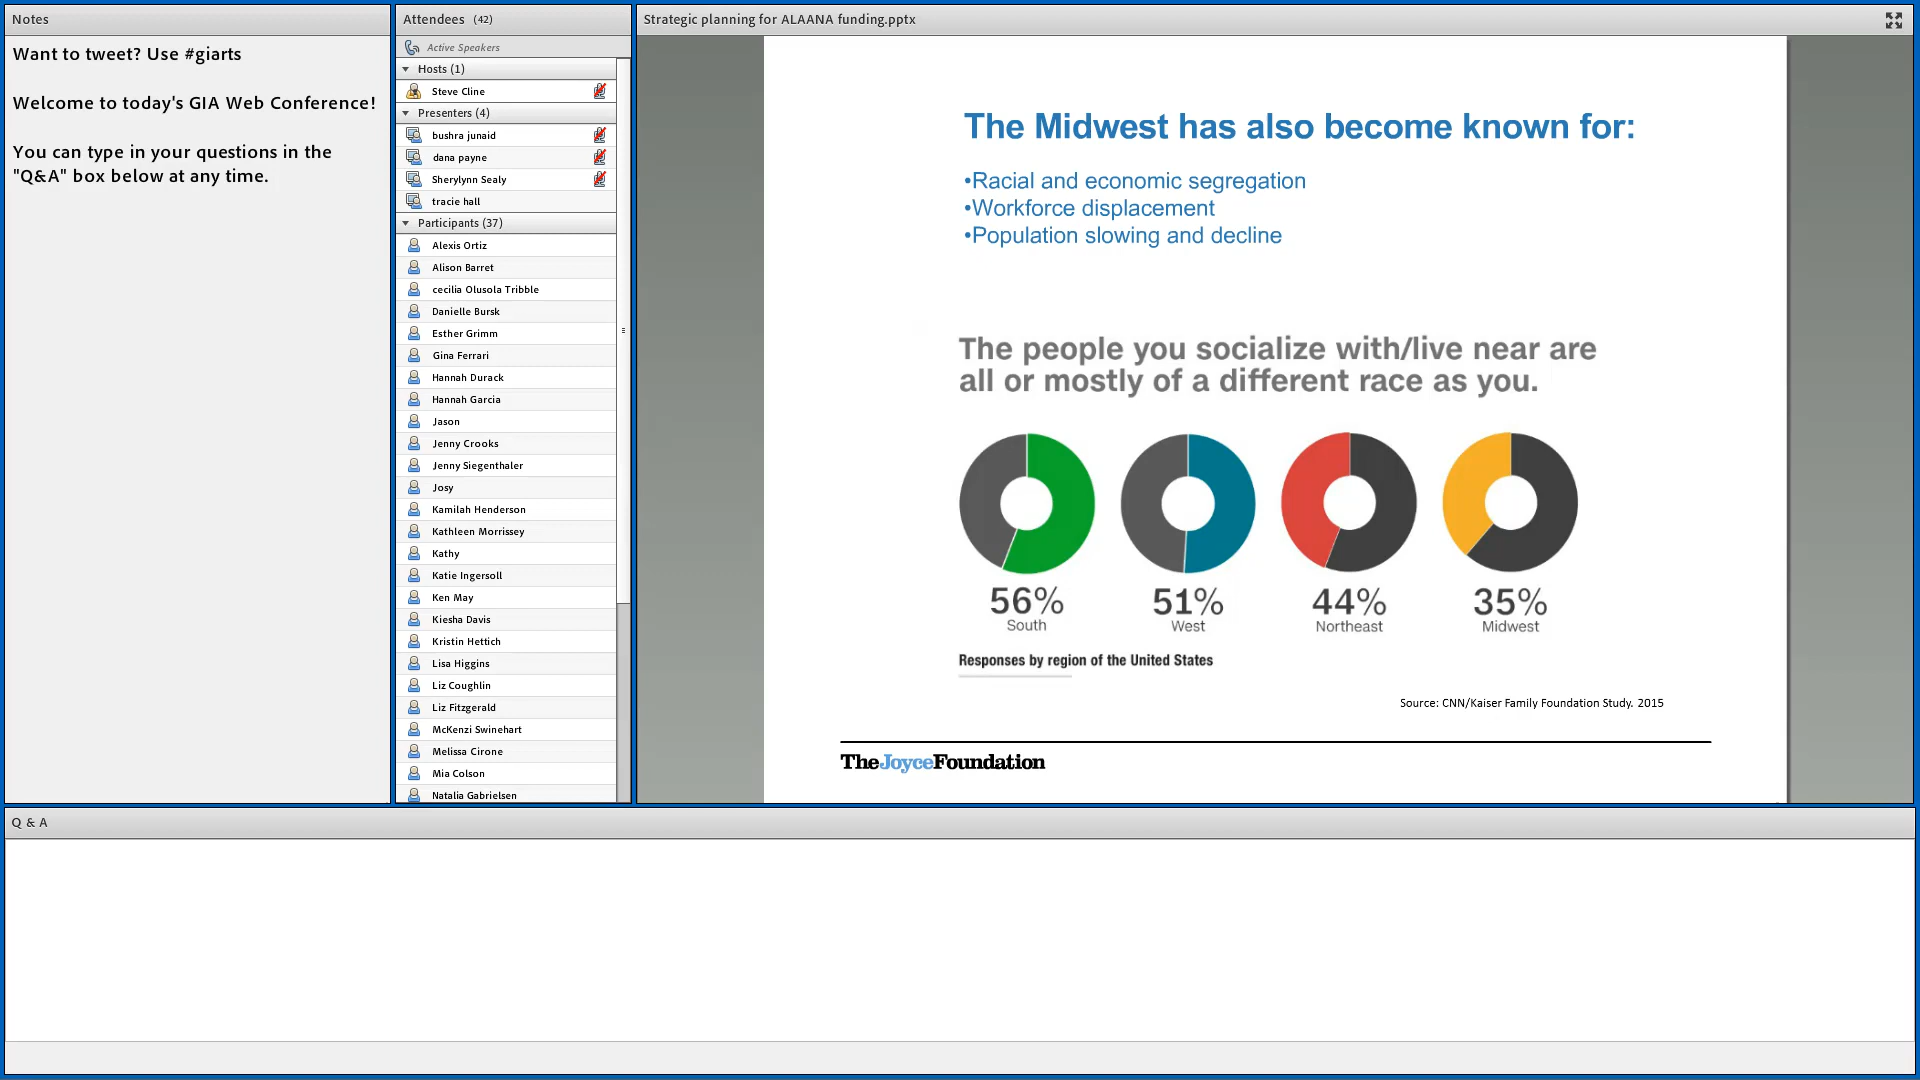 Notes
Want to tweet? Use #giarts
Welcome to today's GIA Web Conference!
You can type in your questions in the
"Q&A" box below at any time.
Attendees (42)
Active Speakers
Hosts (1)
Steve Cline
Presenters (4)
bushra junaid
dana payne
Sherylynn Sealy
tracie hall
Participants (37)
Alexis Ortiz
Alison Barret
cecilia Olusola Tribble
Danielle Bursk
Esther Grimm
Gina Ferrari
Hannah Durack
Hannah Garcia
Jason
Jenny Crooks
Jenny Siegenthaler
Josy
Kamilah Henderson
Kathleen Morrissey
Kathy
Katie Ingersoll
Ken May
Kiesha Davis
Kristin Hettich
Lisa Higgins
Liz Coughlin
Liz Fitzgerald
McKenzi Swinehart
Melissa Cirone
Mia Colson
Natalia Gabrielsen
Strategic planning for ALAANA funding.pptx
The Midwest has also become known for:
•Racial and economic segregation
•Workforce displacement
•Population slowing and decline
The people you socialize with/live near are
all or mostly of a different race as you.
56% 51% 44% 35%
South West Northeast Midwest
Responses by region of the United States
Source: CNN/Kaiser Family Foundation Study. 2015
TheJoyceFoundation
Q & A